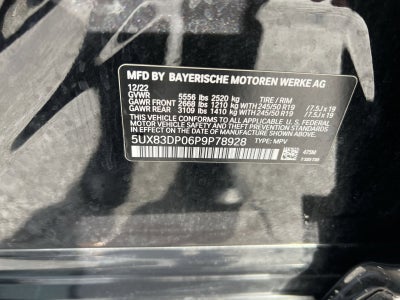 MFD BY BAYERISCHE MOTOREN WERKE AG
12/22
GVWR 5556 lbs 2520 kg TIRE / RIM
GAWR FRONT 2668 lbs 1210 kg WITH 245/50 R19 /7.5J x 19
GAWR REAR 3109 lbs 1410 kg WITH 245/50 R19 /7.5J x 19
THIS VEHICLE CONFORMS TO ALL APPLICABLE U.S. FEDERAL
MOTOR VEHICLE SAFETY AND THEFT PREVENTION STANDARDS
IN EFFECT ON THE DATE OF MANUFACTURE SHOWN ABOVE.
5UX83DP06P9P78928 TYPE: MPV